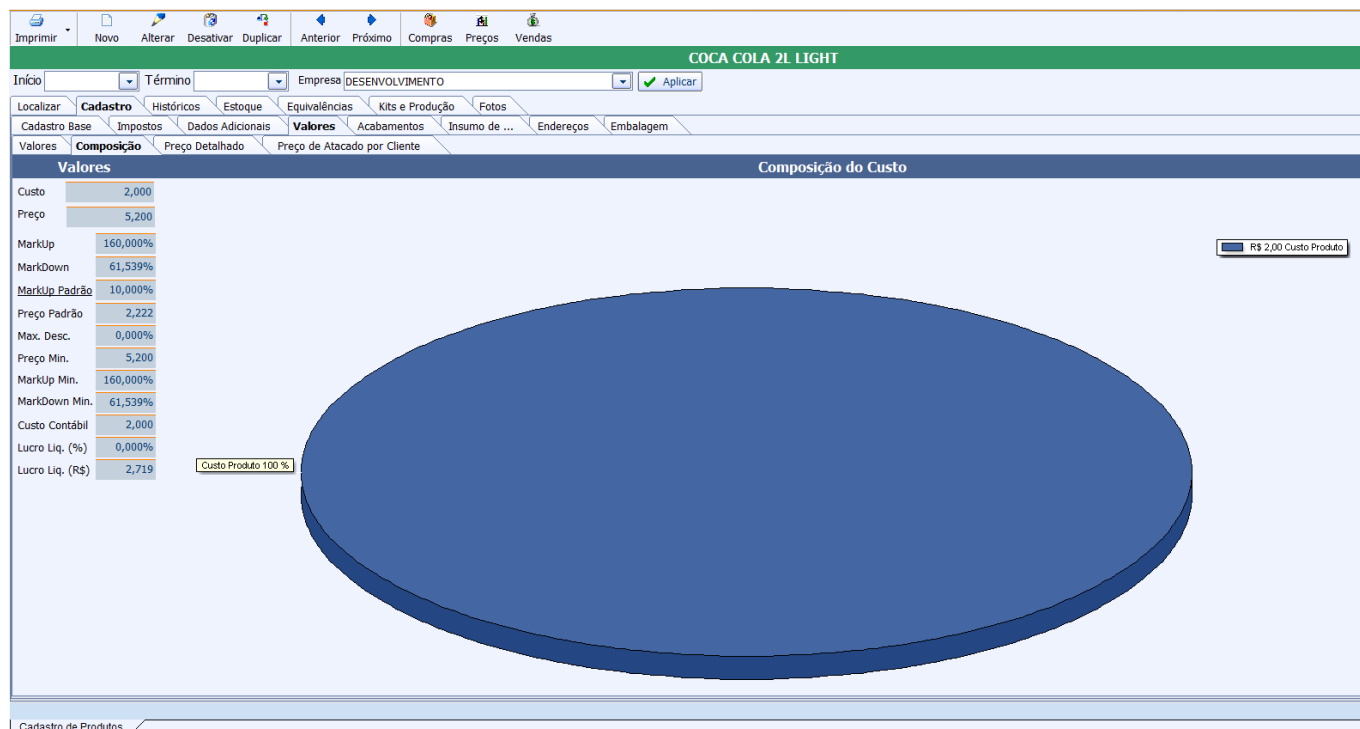 Imprimir Novo Alterar Desativar Duplicar Anterior Próximo Compras Preços Vendas
COCA COLA 2L LIGHT
Início Término Empresa DESENVOLVIMENTO Aplicar
Localizar Cadastro Históricos Estoque Equivalências Kits e Produção Fotos
Cadastro Base Impostos Dados Adicionais Valores Acabamentos Insumo de ... Endereços Embalagem
Valores Composição Preço Detalhado Preço de Atacado por Cliente
Valores Composição do Custo
Custo 2,000
Preço 5,200
MarkUp 160,000%
R$ 2,00 Custo Produto
MarkDown 61,539%
MarkUp Padrão 10,000%
Preço Padrão 2,222
Max. Desc. 0,000%
Preço Min. 5,200
MarkUp Min. 160,000%
MarkDown Min. 61,539%
Custo Contábil 2,000
Lucro Liq. (%) 0,000%
Lucro Liq. (R$) 2,719
Custo Produto 100 %
Cadastro de Produtos